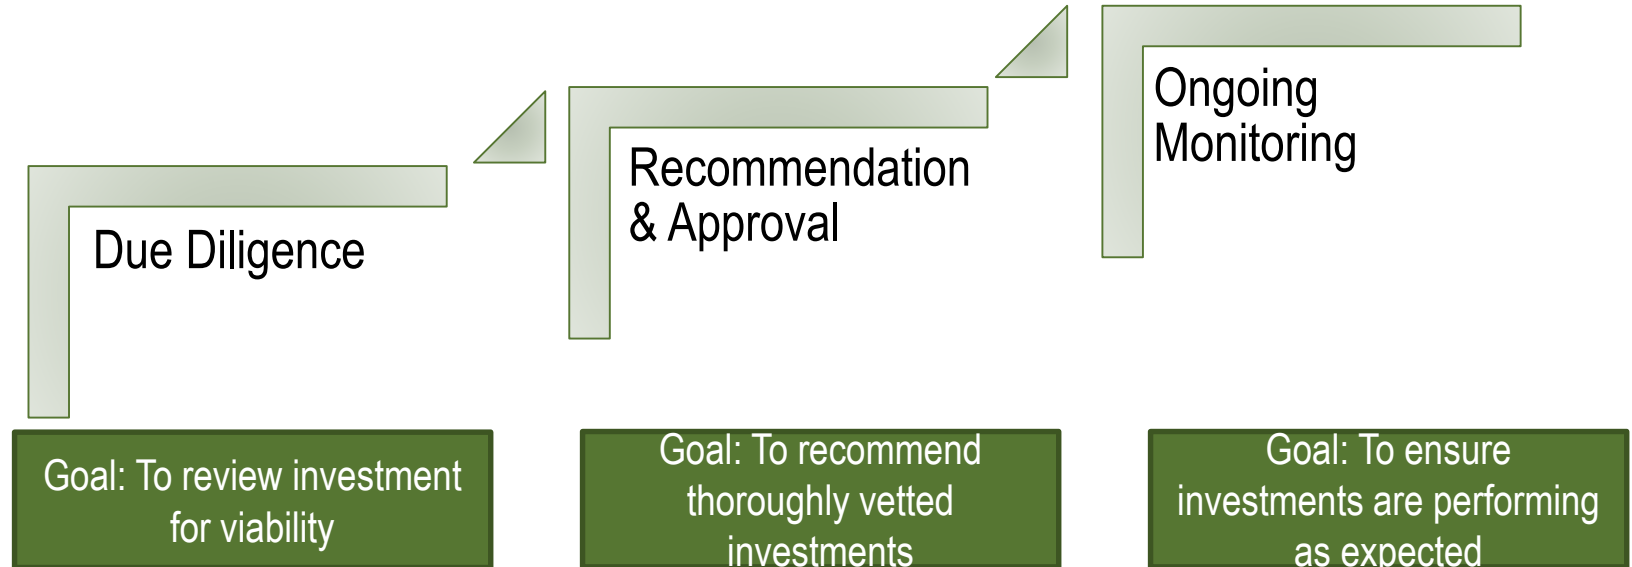 Due Diligence
Recommendation
& Approval
Ongoing
Monitoring
Goal: To review investment
for viability
Goal: To recommend
thoroughly vetted
investments
Goal: To ensure
investments are performing
as expected